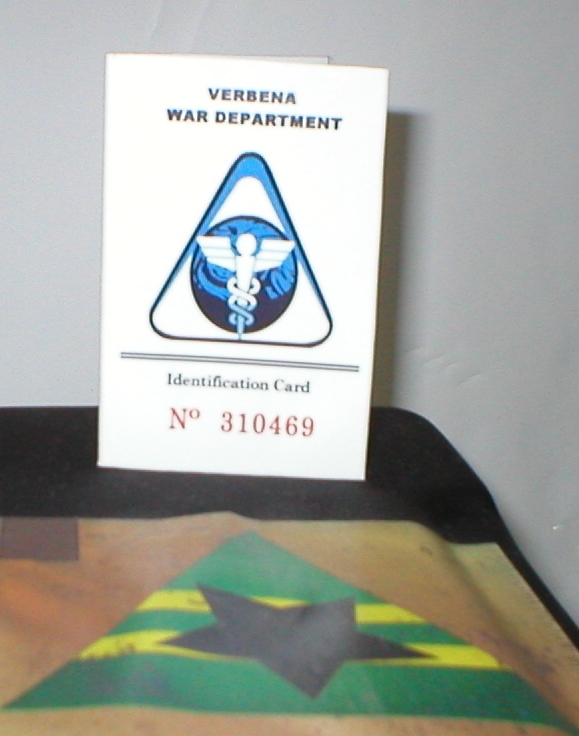 VERBENA
WAR DEPARTMENT
Identification Card
Nº 310469